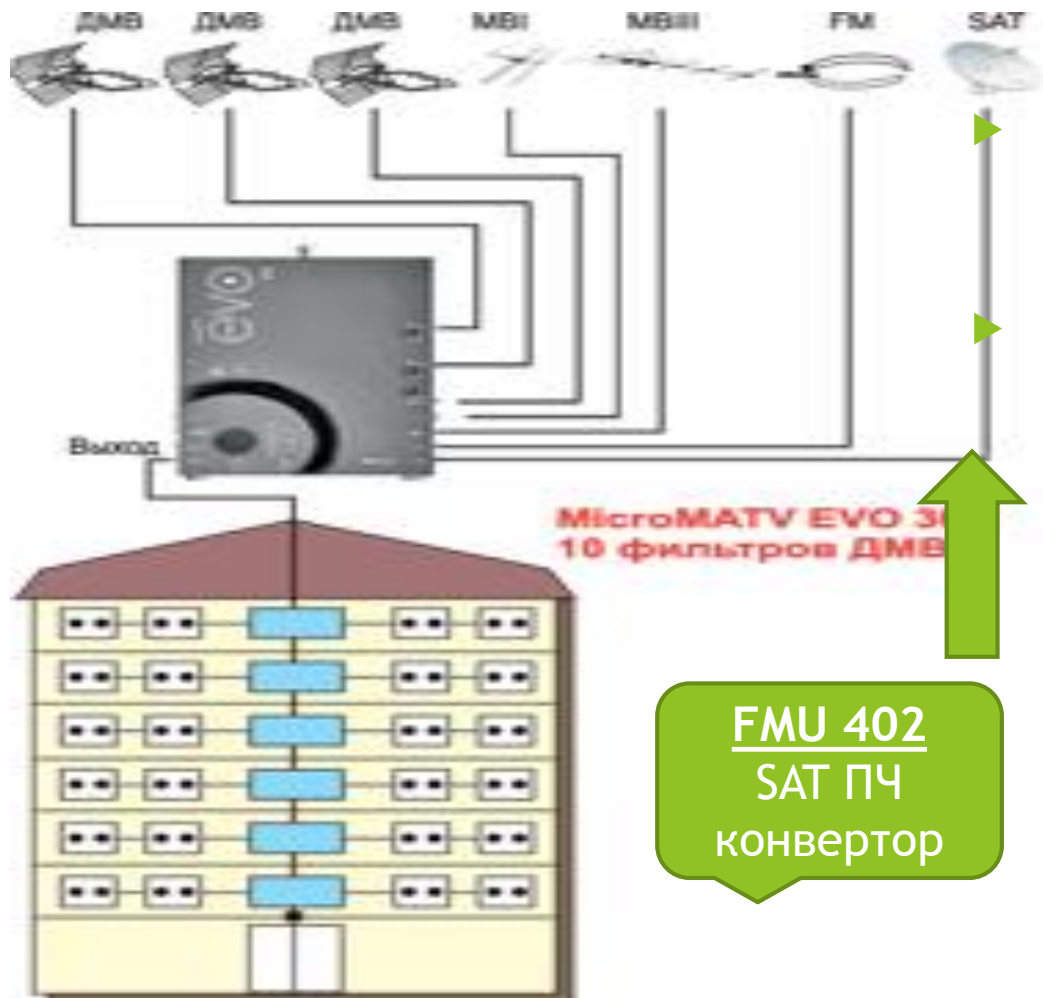 ДМВ ДМВ ДМВ МВI МВIII FM SAT
evo
Выход
MicroMATV EVO 30
10 фильтров ДМВ
FMU 402
SAT ПЧ
конвертор